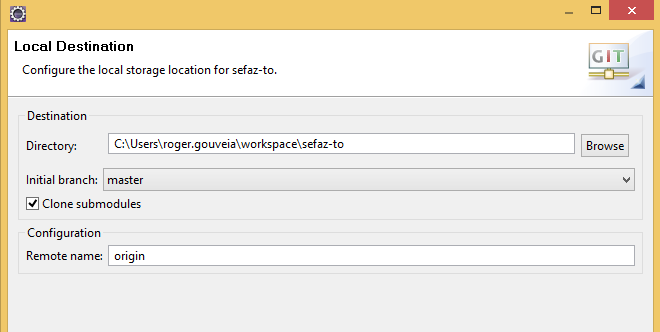 Local Destination
Configure the local storage location for sefaz-to.
GIT
Destination
Directory: C:\Users\roger.gouveia\workspace\sefaz-to Browse
Initial branch: master
Clone submodules
Configuration
Remote name: origin